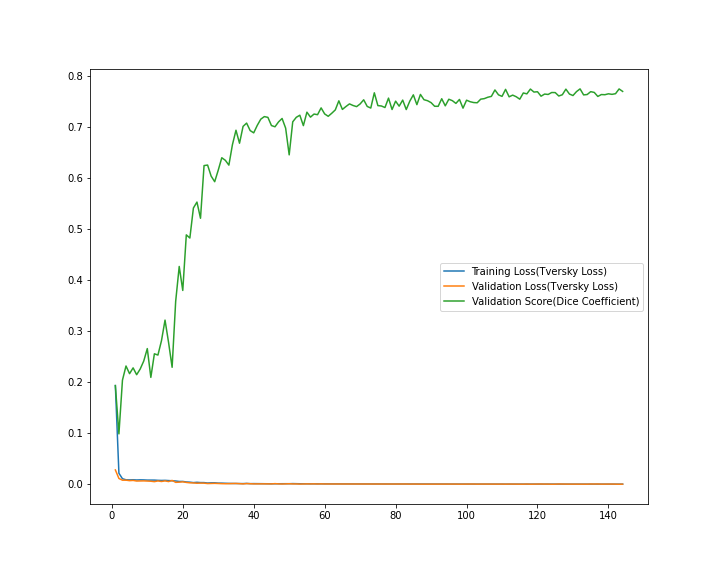 0.8
0.7
0.6
0.5
0.4
0.3
0.2
0.1
0.0
Training Loss(Tversky Loss)
Validation Loss(Tversky Loss)
Validation Score(Dice Coefficient)
0 20 40 60 80 100 120 140